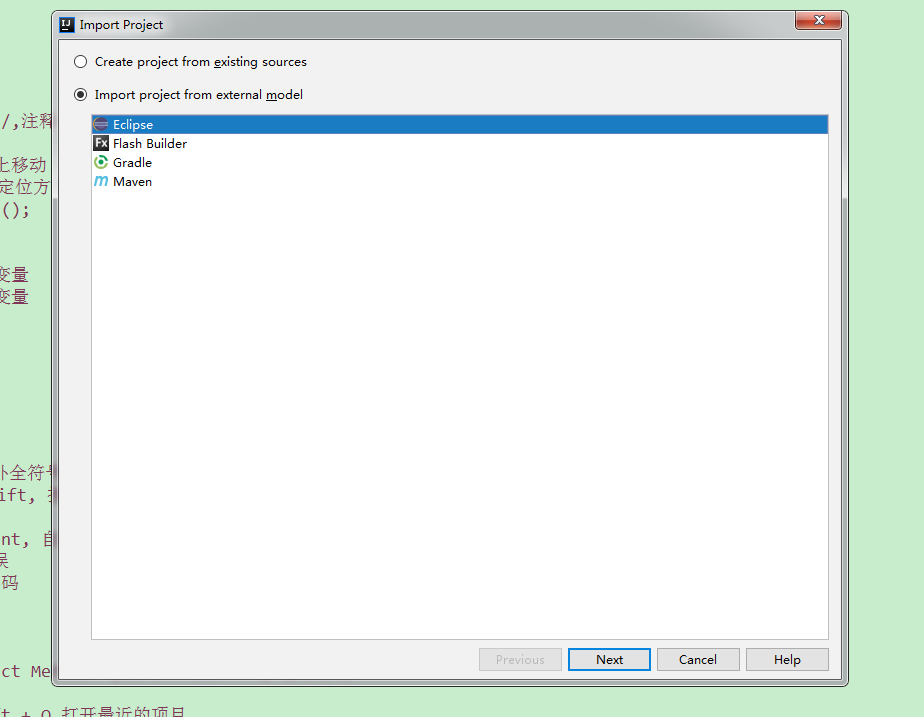 Import Project
Create project from existing sources
Import project from external model
Eclipse
Flash Builder
Gradle
Maven
Previous
Next
Cancel
Help
/,注释
上移动
定位方
();
变量
变量
卜全符号
ift,
nt, 自
误
码
ct Me
t + O 打开最近的项目